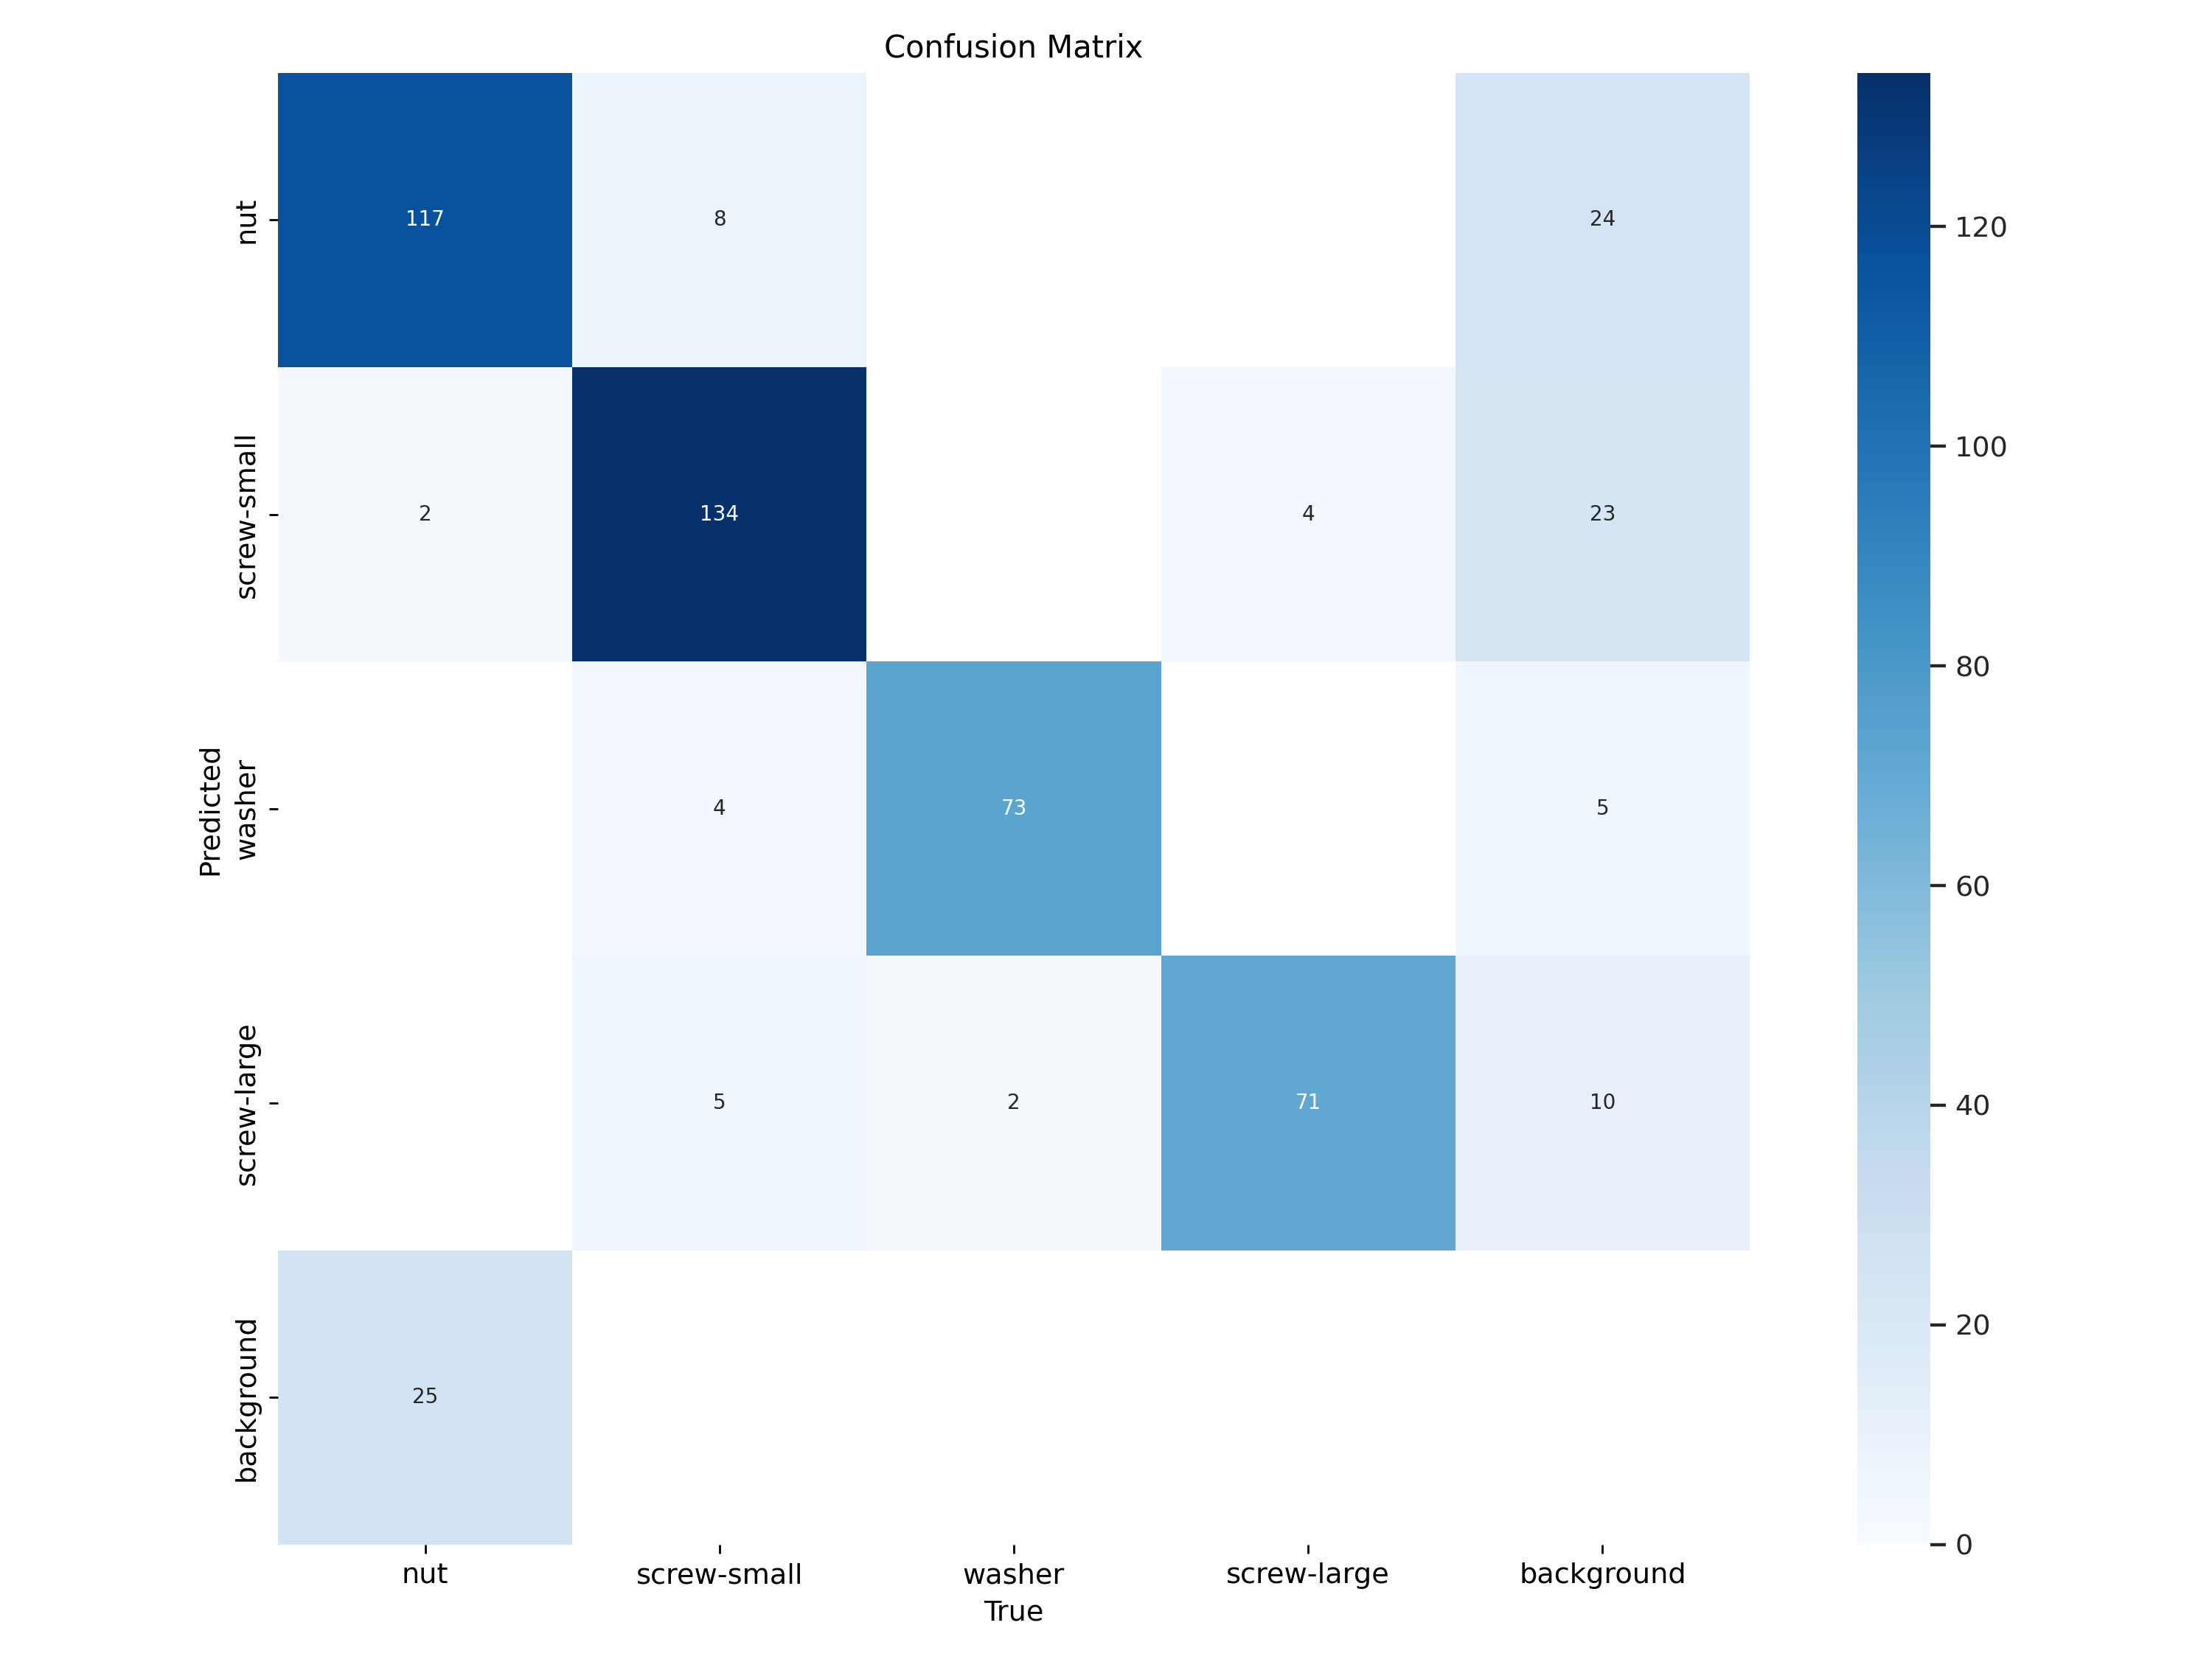 Confusion Matrix
nut
117
8
24
120
screw-small
2
134
4
23
100
80
Predicted
washer
4
73
5
60
screw-large
5
2
71
10
40
background
25
20
0
nut
screw-small
washer
screw-large
background
True